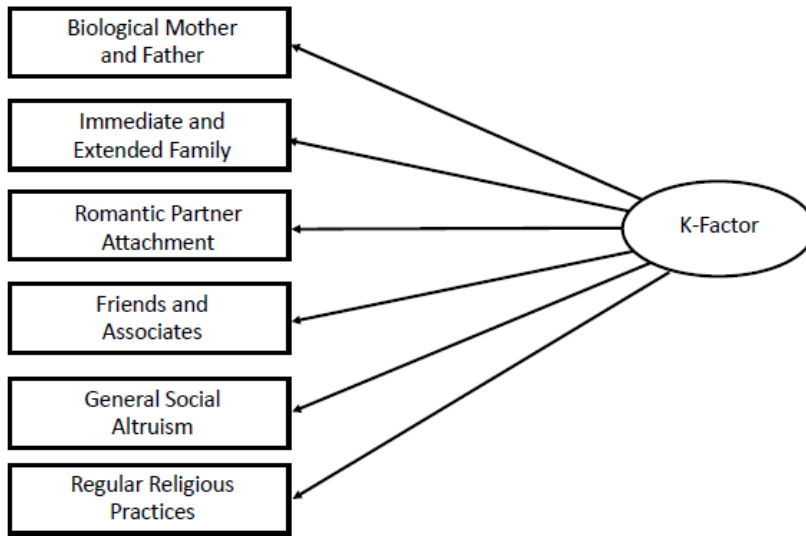 Biological Mother
and Father
Immediate and
Extended Family
Romantic Partner
Attachment
Friends and
Associates
General Social
Altruism
Regular Religious
Practices
K-Factor